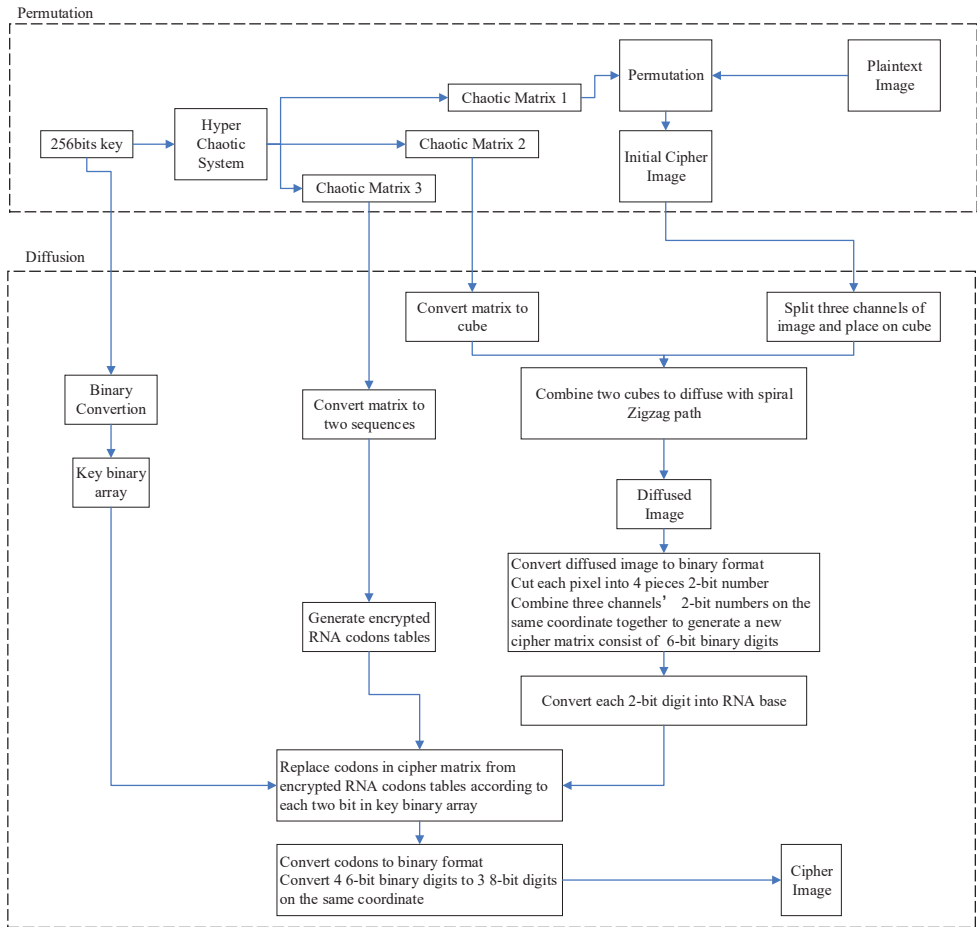 Permutation
Plaintext
Image
Permutation
Chaotic Matrix 1
Hyper
Chaotic
System
256bits key
Chaotic Matrix 2
Initial Cipher
Image
Chaotic Matrix 3
Diffusion
Convert matrix to
cube
Split three channels of
image and place on cube
Binary
Convertion
Convert matrix to
two sequences
Combine two cubes to diffuse with spiral
Zigzag path
Key binary
array
Diffused
Image
Convert diffused image to binary format
Cut each pixel into 4 pieces 2-bit number
Combine three channels’ 2-bit numbers on the
same coordinate together to generate a new
cipher matrix consist of 6-bit binary digits
Generate encrypted
RNA codons tables
Convert each 2-bit digit into RNA base
Replace codons in cipher matrix from
encrypted RNA codons tables according to
each two bit in key binary array
Convert codons to binary format
Convert 4 6-bit binary digits to 3 8-bit digits
on the same coordinate
Cipher
Image